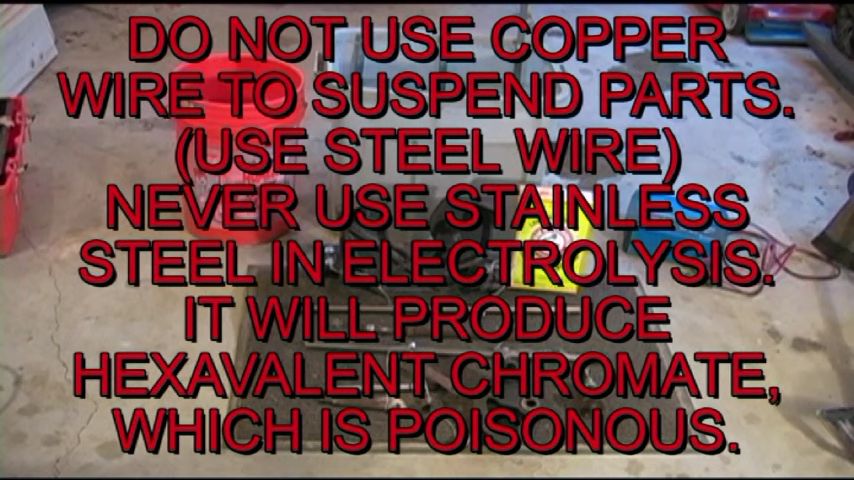 DO NOT USE COPPER
WIRE TO SUSPEND PARTS.
(USE STEEL WIRE)
NEVER USE STAINLESS
STEEL IN ELECTROLYSIS.
IT WILL PRODUCE
HEXAVALENT CHROMATE,
WHICH IS POISONOUS.